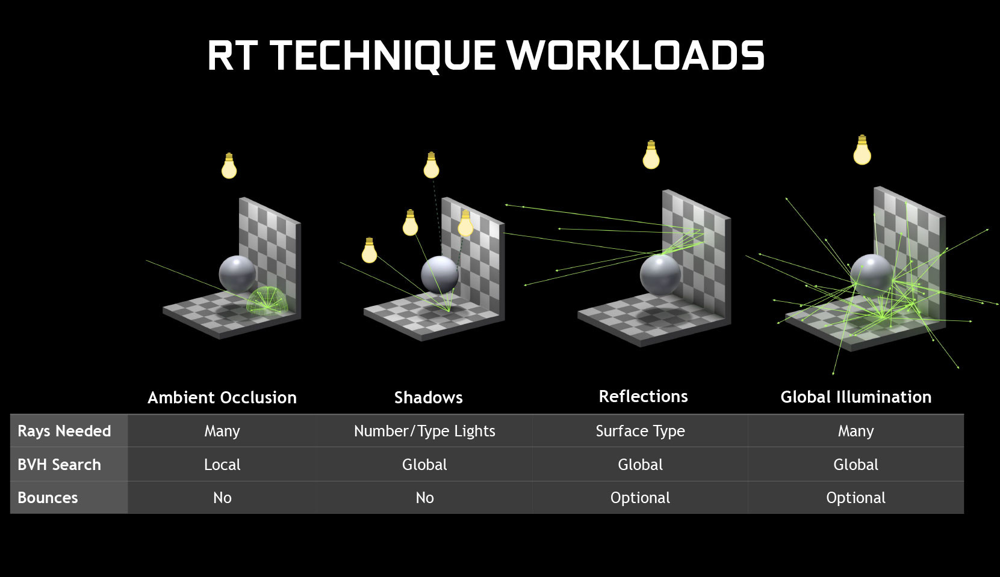 RT TECHNIQUE WORKLOADS
Ambient Occlusion Shadows Reflections Global Illumination
Rays Needed Many Number/Type Lights Surface Type Many
BVH Search Local Global Global Global
Bounces No No Optional Optional